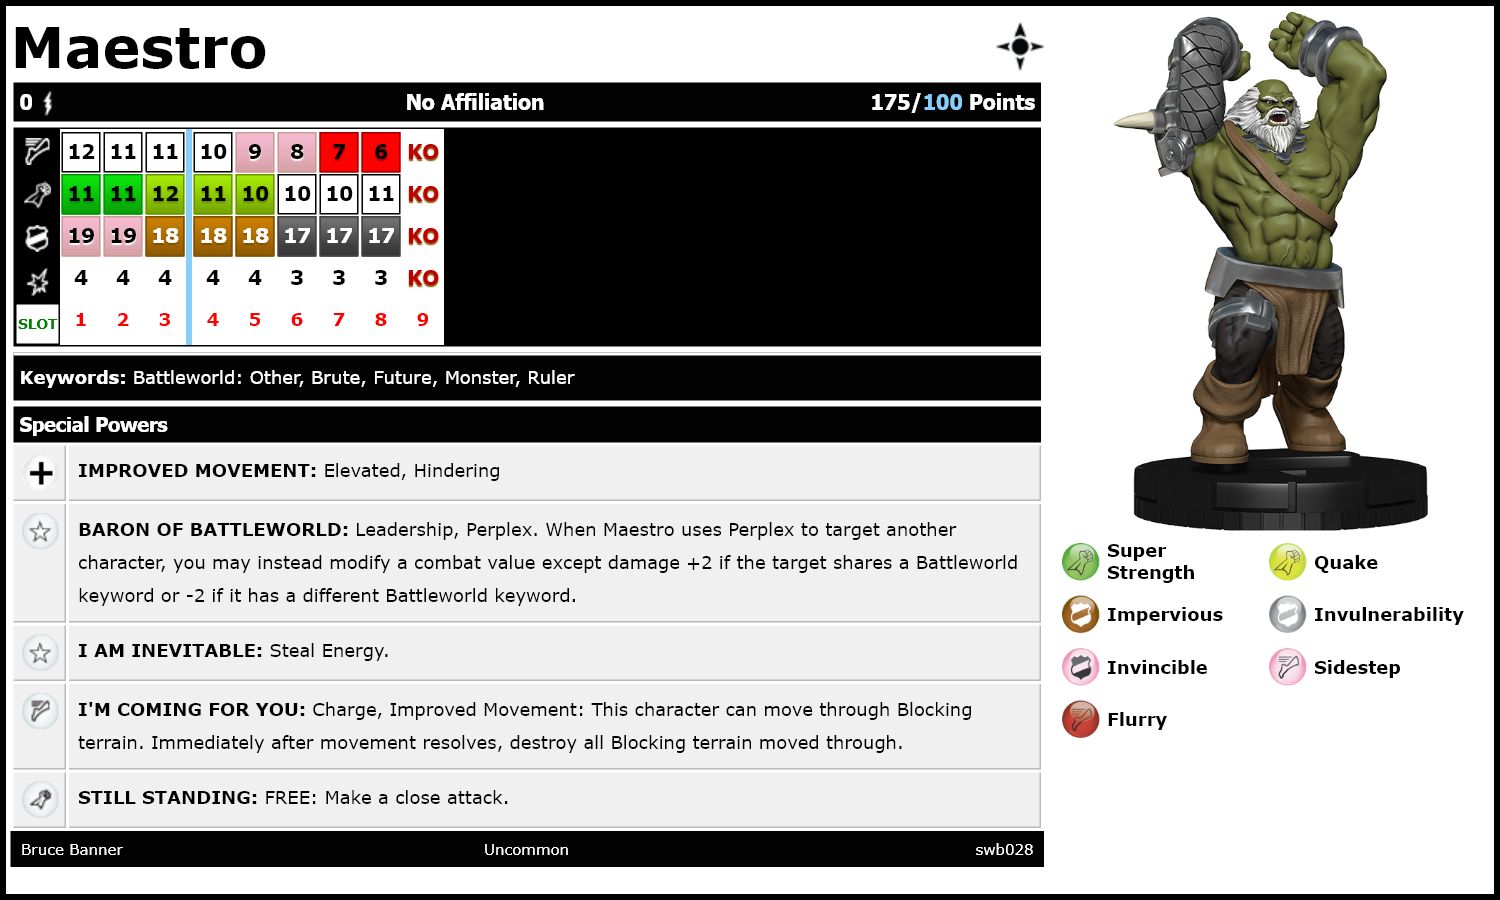 Maestro
0 No Affiliation 175/100 Points
12 11 11 10 9 8 7 6 KO
11 11 12 11 10 10 10 11 KO
19 19 18 18 18 17 17 17 KO
4 4 4 4 4 3 3 3 KO
SLOT 1 2 3 4 5 6 7 8 9
Keywords: Battleworld: Other, Brute, Future, Monster, Ruler
Special Powers
IMPROVED MOVEMENT: Elevated, Hindering
BARON OF BATTLEWORLD: Leadership, Perplex. When Maestro uses Perplex to target another
character, you may instead modify a combat value except damage +2 if the target shares a Battleworld
keyword or -2 if it has a different Battleworld keyword.
I AM INEVITABLE: Steal Energy.
I'M COMING FOR YOU: Charge, Improved Movement: This character can move through Blocking
terrain. Immediately after movement resolves, destroy all Blocking terrain moved through.
STILL STANDING: FREE: Make a close attack.
Bruce Banner Uncommon swb028
Super
Strength
Quake
Impervious
Invulnerability
Invincible
Sidestep
Flurry